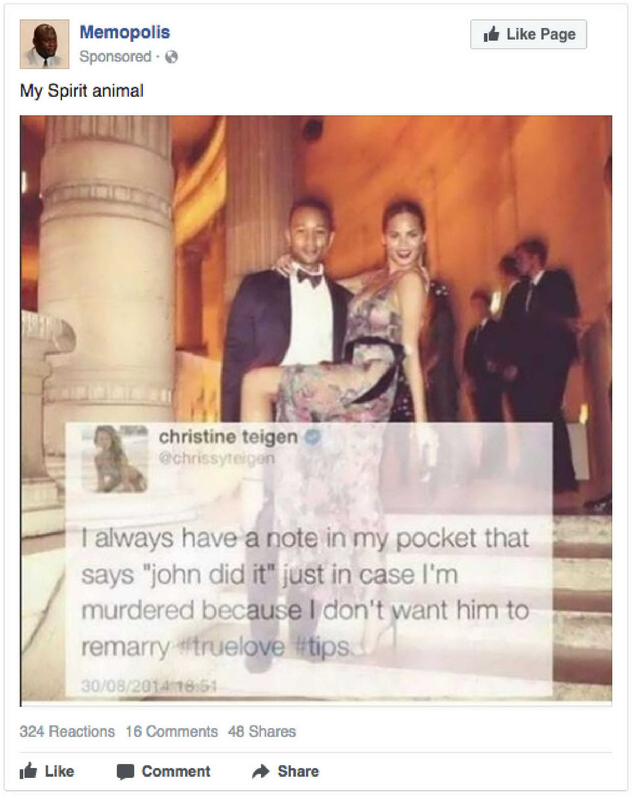 Memopolis
Sponsored ·
Like Page
My Spirit animal
christine teigen
@chrissyteigen
I always have a note in my pocket that
says "john did it" just in case I'm
murdered because I don't want him to
remarry #truelove #tips.
30/08/2014 18:51
324 Reactions 16 Comments 48 Shares
Like Comment Share